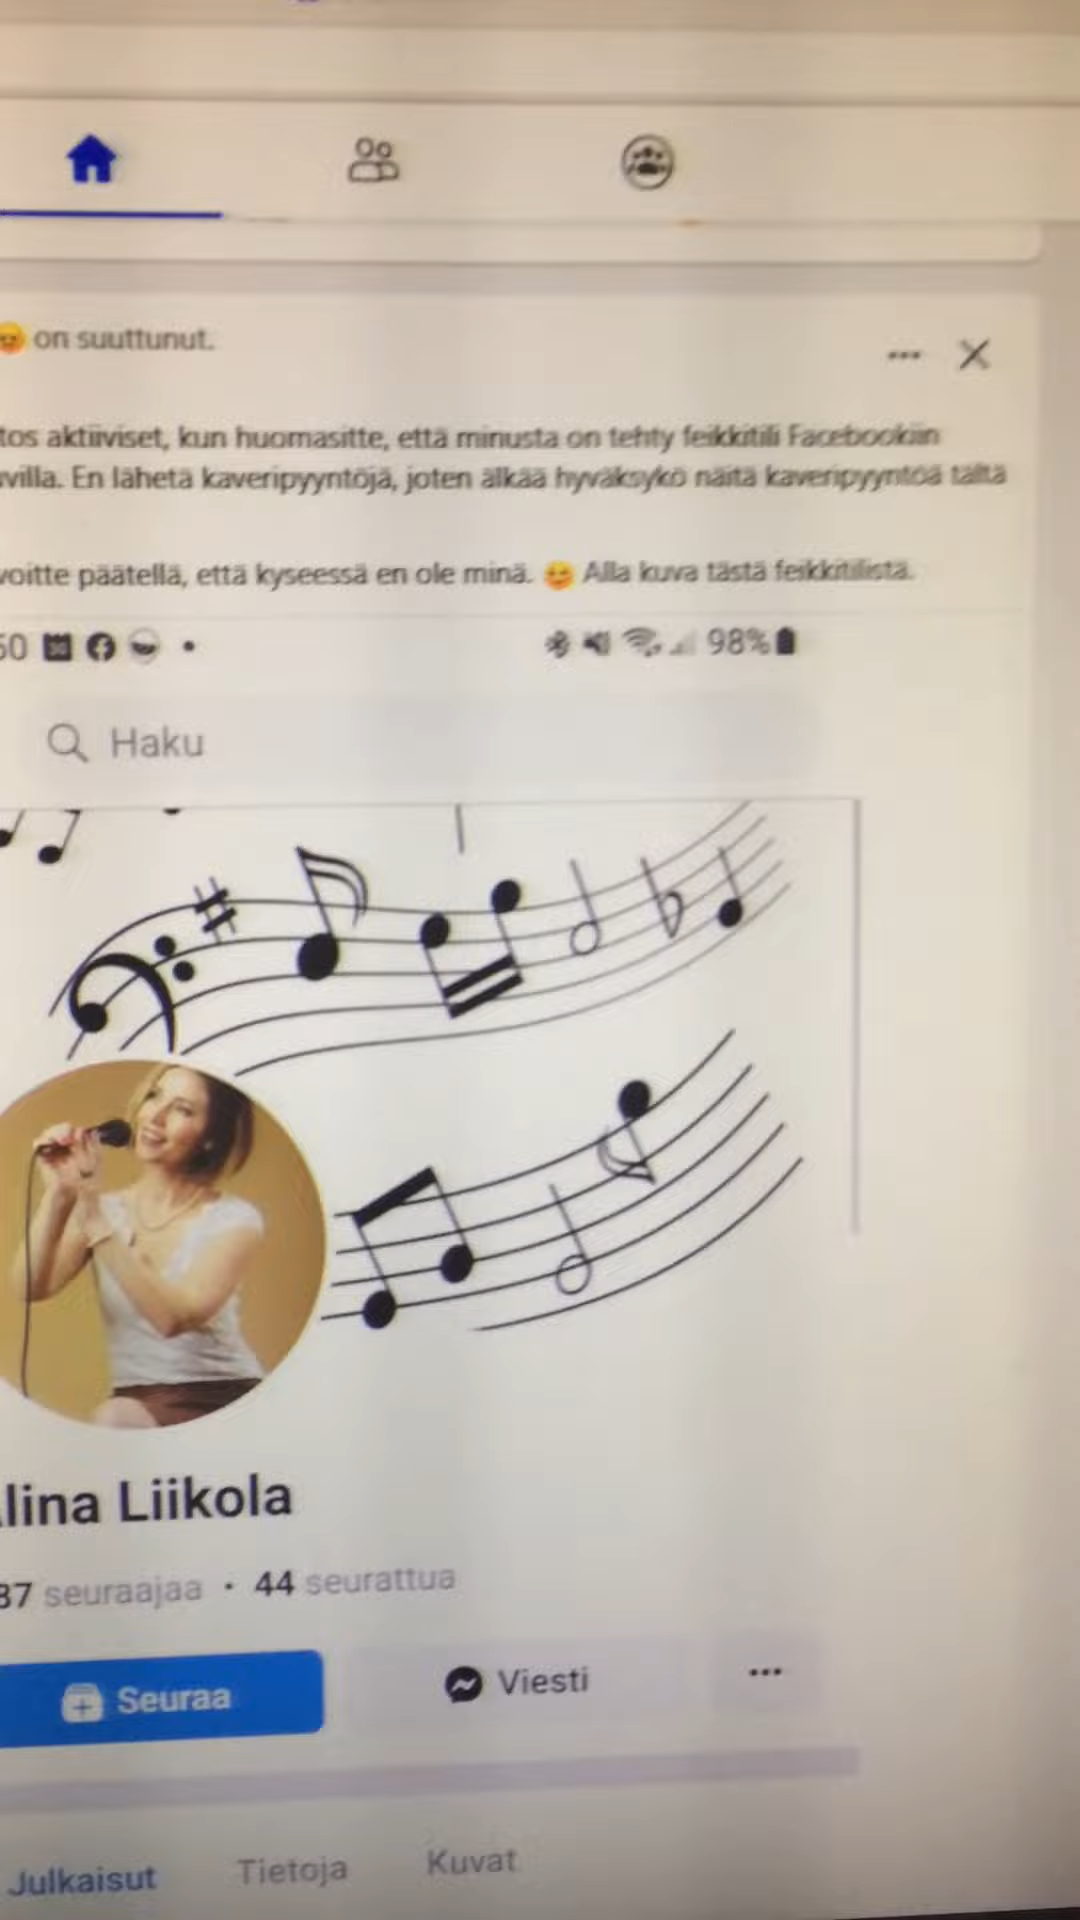 on suuttunut.
tos aktiiviset, kun huomasitte, että minusta on tehty feikkitili Facebookiin
villa. En lähetä kaveripyyntöjä, joten älkää hyväksykö näitä kaveripyyntöä tältä
voitte päätellä, että kyseessä en ole minä. 😉 Alla kuva tästä feikkitilistä.
50 98%
Haku
lina Liikola
37 seuraajaa · 44 seurattua
Seuraa Viesti
Julkaisut Tietoja Kuvat